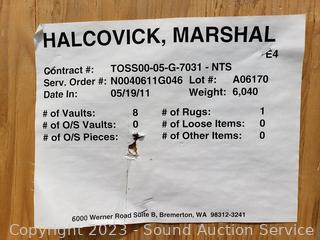 HALCOVICK, MARSHAL
E4
Contract #: TOSS00-05-G-7031 - NTS
Serv. Order #: N0040611G046 Lot #: A06170
Date In: 05/19/11 Weight: 6,040
# of Vaults: 8 # of Rugs: 1
# of O/S Vaults: 0 # of Loose Items: 0
# of O/S Pieces: # of Other Items: 0
6000 Werner Road Suite B, Bremerton, WA 98312-3241
Copyright 2023 - Sound Auction Service